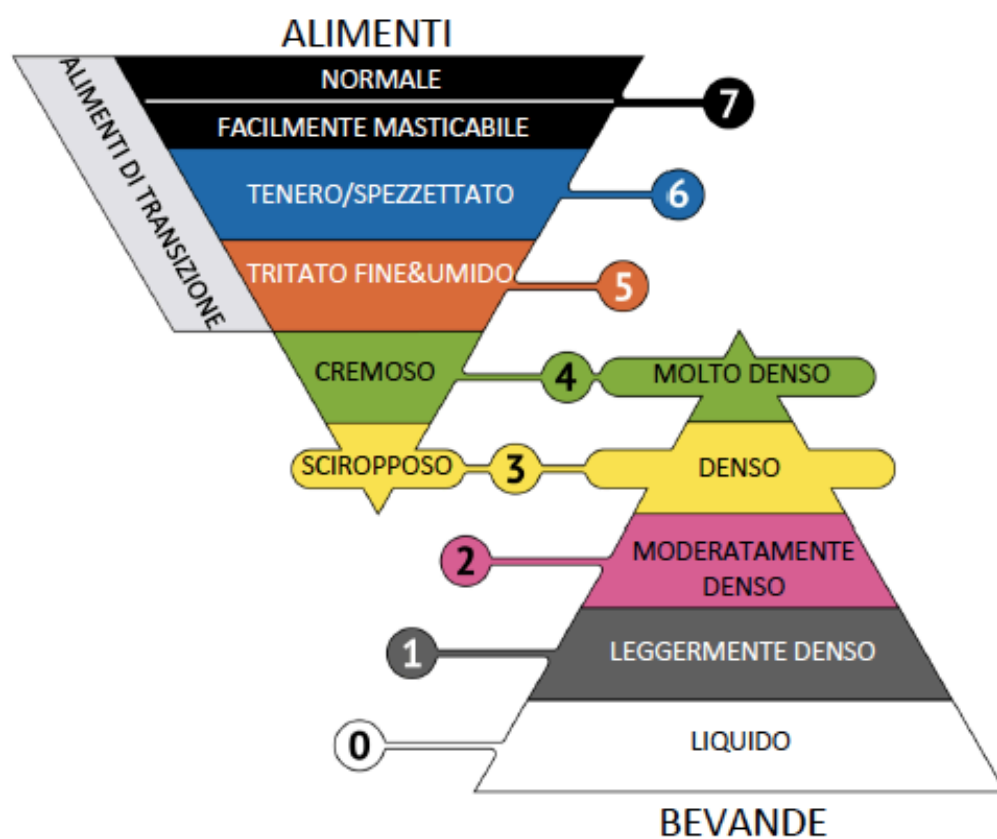 ALIMENTI
NORMALE
7
FACILMENTE MASTICABILE
ALIMENTI DI TRANSIZIONE
TENERO/SPEZZETTATO
6
TRITATO FINE&UMIDO
5
CREMOSO
4
MOLTO DENSO
SCIROPPOSO
3
DENSO
2
MODERATAMENTE
DENSO
1
LEGGERMENTE DENSO
0
LIQUIDO
BEVANDE